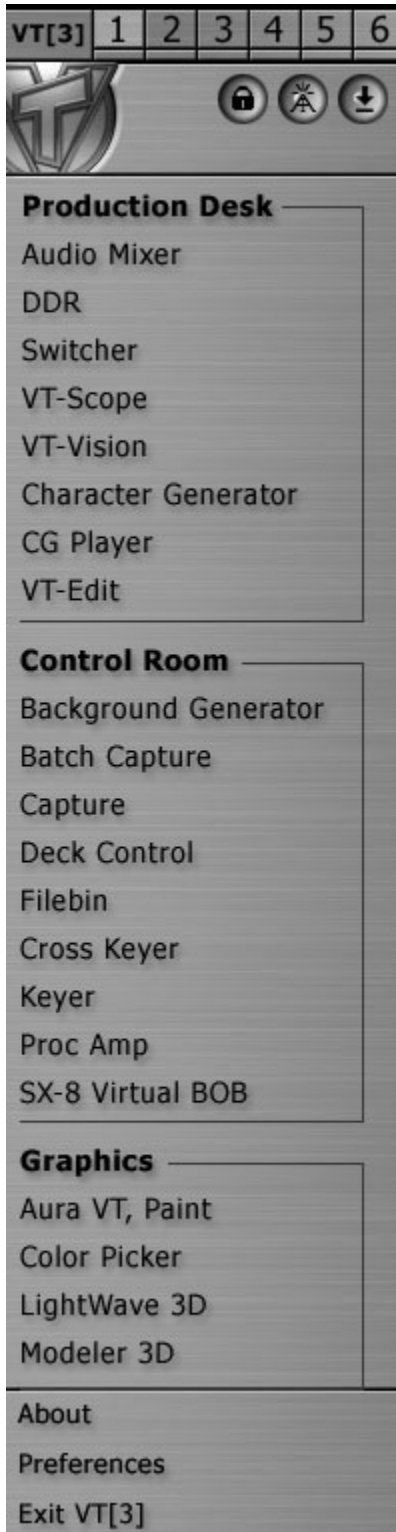 VT[3] 1 2 3 4 5 6
Production Desk
Audio Mixer
DDR
Switcher
VT-Scope
VT-Vision
Character Generator
CG Player
VT-Edit
Control Room
Background Generator
Batch Capture
Capture
Deck Control
Filebin
Cross Keyer
Keyer
Proc Amp
SX-8 Virtual BOB
Graphics
Aura VT, Paint
Color Picker
LightWave 3D
Modeler 3D
About
Preferences
Exit VT[3]